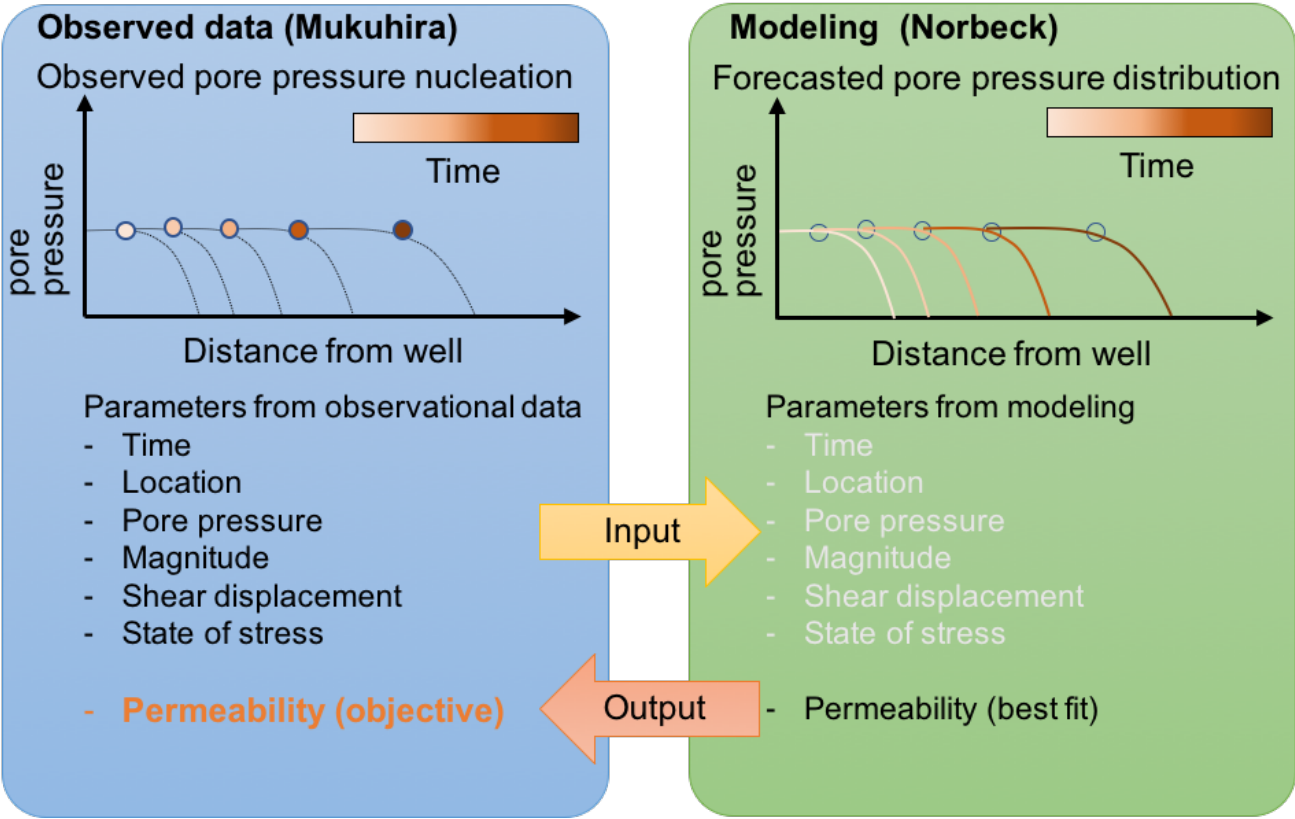 Observed data (Mukuhira)
Observed pore pressure nucleation
Time
pore
pressure
Distance from well
Parameters from observational data
- Time
- Location
- Pore pressure
- Magnitude
- Shear displacement
- State of stress
- Permeability (objective)
Input
Output
Modeling (Norbeck)
Forecasted pore pressure distribution
Time
pore
pressure
Distance from well
Parameters from modeling
- Time
- Location
- Pore pressure
- Magnitude
- Shear displacement
- State of stress
- Permeability (best fit)